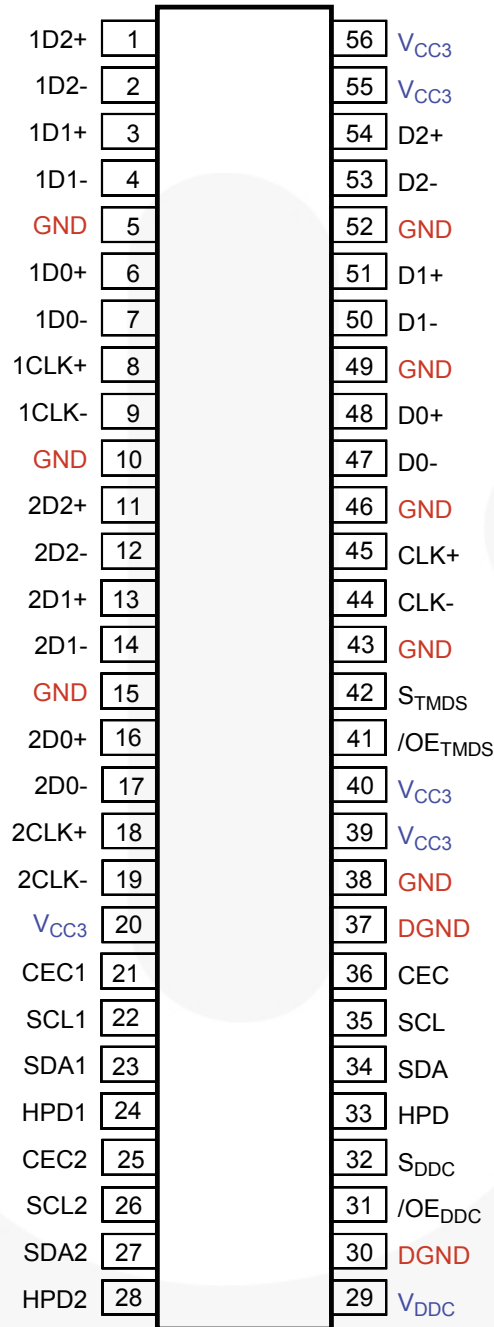 1D2+ 1 56 VCC3
1D2- 2 55 VCC3
1D1+ 3 54 D2+
1D1- 4 53 D2-
GND 5 52 GND
1D0+ 6 51 D1+
1D0- 7 50 D1-
1CLK+ 8 49 GND
1CLK- 9 48 D0+
GND 10 47 D0-
2D2+ 11 46 GND
2D2- 12 45 CLK+
2D1+ 13 44 CLK-
2D1- 14 43 GND
GND 15 42 STMDS
2D0+ 16 41 /OETMDS
2D0- 17 40 VCC3
2CLK+ 18 39 VCC3
2CLK- 19 38 GND
VCC3 20 37 DGND
CEC1 21 36 CEC
SCL1 22 35 SCL
SDA1 23 34 SDA
HPD1 24 33 HPD
CEC2 25 32 SDDC
SCL2 26 31 /OEDDC
SDA2 27 30 DGND
HPD2 28 29 VDDC